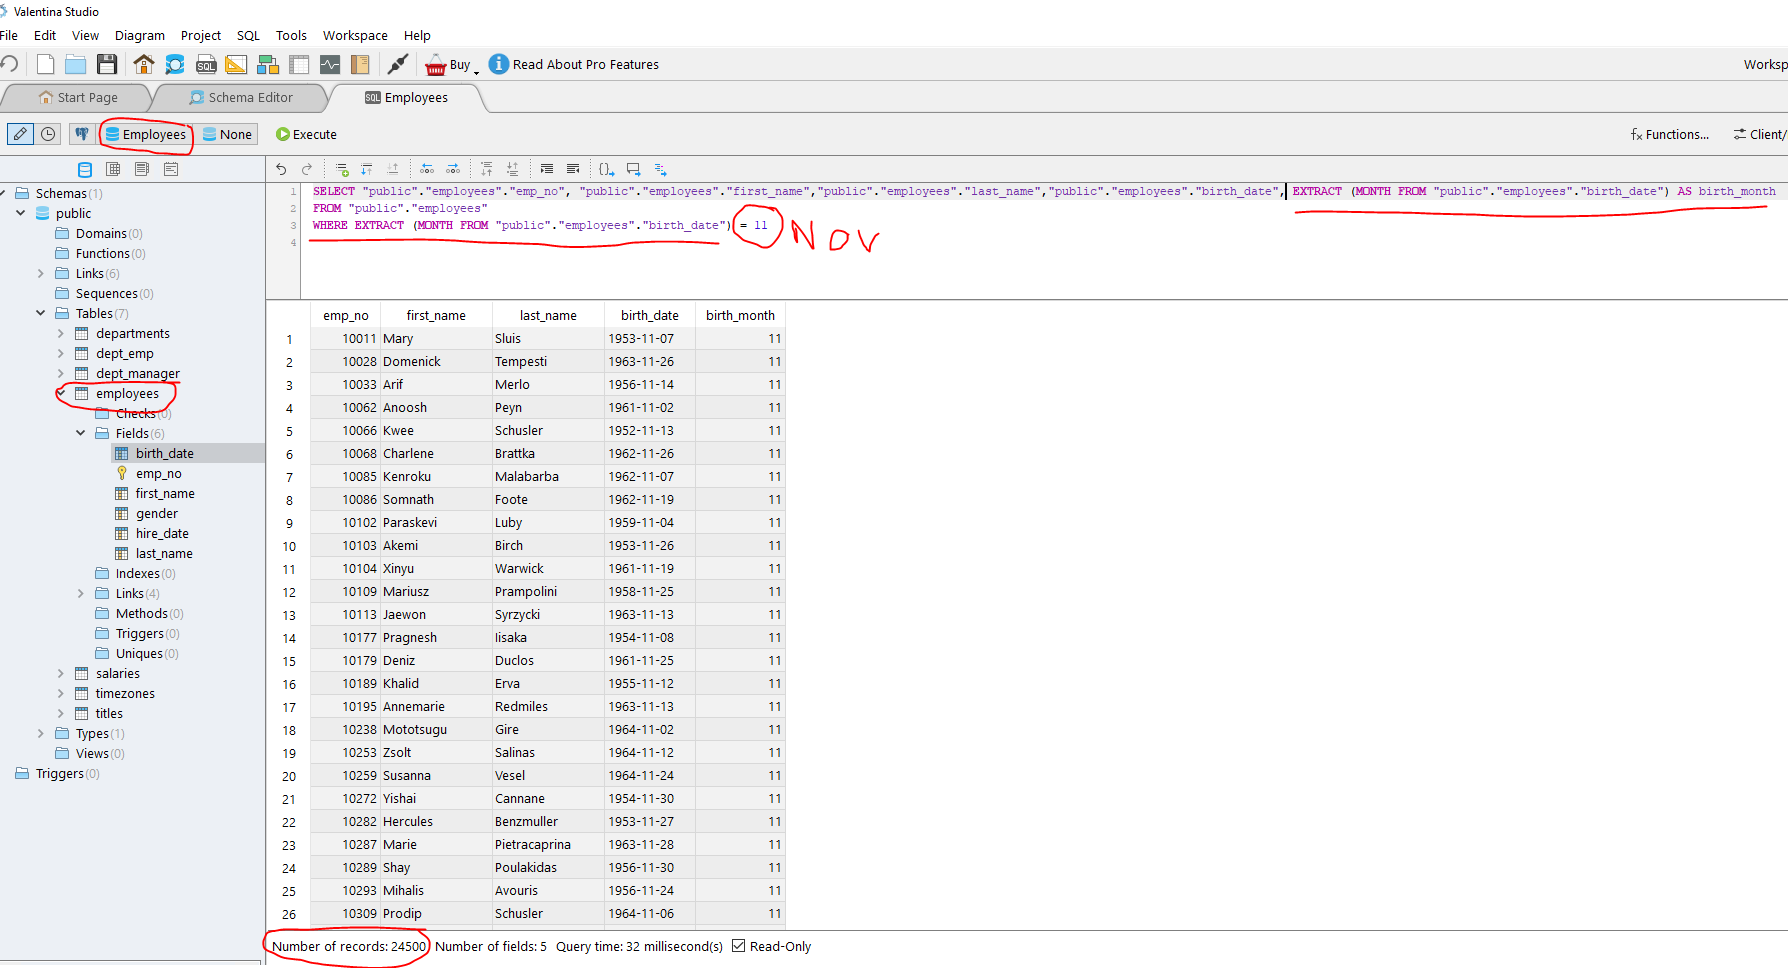 Valentina Studio
File Edit View Diagram Project SQL Tools Workspace Help
SQL Buy Read About Pro Features Worksp
Start Page Schema Editor SQL Employees
Employees None Execute fx Functions... Client/
Schemas (1)
public
Domains (0)
Functions (0)
Links (6)
Sequences (0)
Tables (7)
departments
dept_emp
dept_manager
employees
Checks (0)
Fields (6)
birth_date
emp_no
first_name
gender
hire_date
last_name
Indexes (0)
Links (4)
Methods (0)
Triggers (0)
Uniques (0)
salaries
timezones
titles
Types (1)
Views (0)
Triggers (0)
1 SELECT "public"."employees"."emp_no", "public"."employees"."first_name","public"."employees"."last_name","public"."employees"."birth_date", EXTRACT (MONTH FROM "public"."employees"."birth_date") AS birth_month
2 FROM "public"."employees"
3 WHERE EXTRACT (MONTH FROM "public"."employees"."birth_date") = 11 Nov
4
emp_no first_name last_name birth_date birth_month
1 10011 Mary Sluis 1953-11-07 11
2 10028 Domenick Tempesti 1963-11-26 11
3 10033 Arif Merlo 1956-11-14 11
4 10062 Anoosh Peyn 1961-11-02 11
5 10066 Kwee Schusler 1952-11-13 11
6 10068 Charlene Brattka 1962-11-26 11
7 10085 Kenroku Malabarba 1962-11-07 11
8 10086 Somnath Foote 1962-11-19 11
9 10102 Paraskevi Luby 1959-11-04 11
10 10103 Akemi Birch 1953-11-26 11
11 10104 Xinyu Warwick 1961-11-19 11
12 10109 Mariusz Prampolini 1958-11-25 11
13 10113 Jaewon Syrzycki 1963-11-13 11
14 10177 Pragnesh Iisaka 1954-11-08 11
15 10179 Deniz Duclos 1961-11-25 11
16 10189 Khalid Erva 1955-11-12 11
17 10195 Annemarie Redmiles 1963-11-13 11
18 10238 Mototsugu Gire 1964-11-02 11
19 10253 Zsolt Salinas 1964-11-12 11
20 10259 Susanna Vesel 1964-11-24 11
21 10272 Yishai Cannane 1954-11-30 11
22 10282 Hercules Benzmuller 1953-11-27 11
23 10287 Marie Pietracaprina 1963-11-28 11
24 10289 Shay Poulakidas 1956-11-30 11
25 10293 Mihalis Avouris 1956-11-24 11
26 10309 Prodip Schusler 1964-11-06 11
Number of records: 24500 Number of fields: 5 Query time: 32 millisecond(s) Read-Only